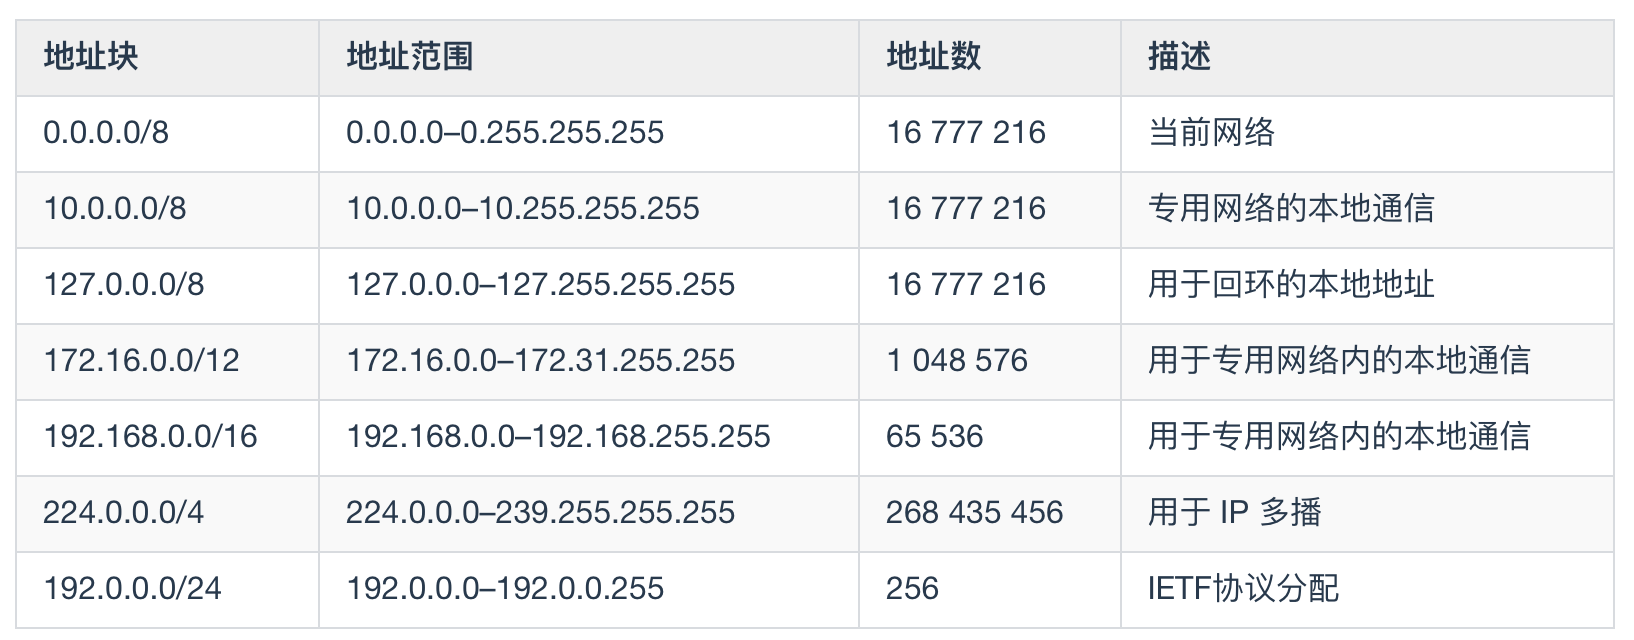 地址块 地址范围 地址数 描述
0.0.0.0/8 0.0.0.0–0.255.255.255 16 777 216 当前网络
10.0.0.0/8 10.0.0.0–10.255.255.255 16 777 216 专用网络的本地通信
127.0.0.0/8 127.0.0.0–127.255.255.255 16 777 216 用于回环的本地地址
172.16.0.0/12 172.16.0.0–172.31.255.255 1 048 576 用于专用网络内的本地通信
192.168.0.0/16 192.168.0.0–192.168.255.255 65 536 用于专用网络内的本地通信
224.0.0.0/4 224.0.0.0–239.255.255.255 268 435 456 用于 IP 多播
192.0.0.0/24 192.0.0.0–192.0.0.255 256 IETF协议分配